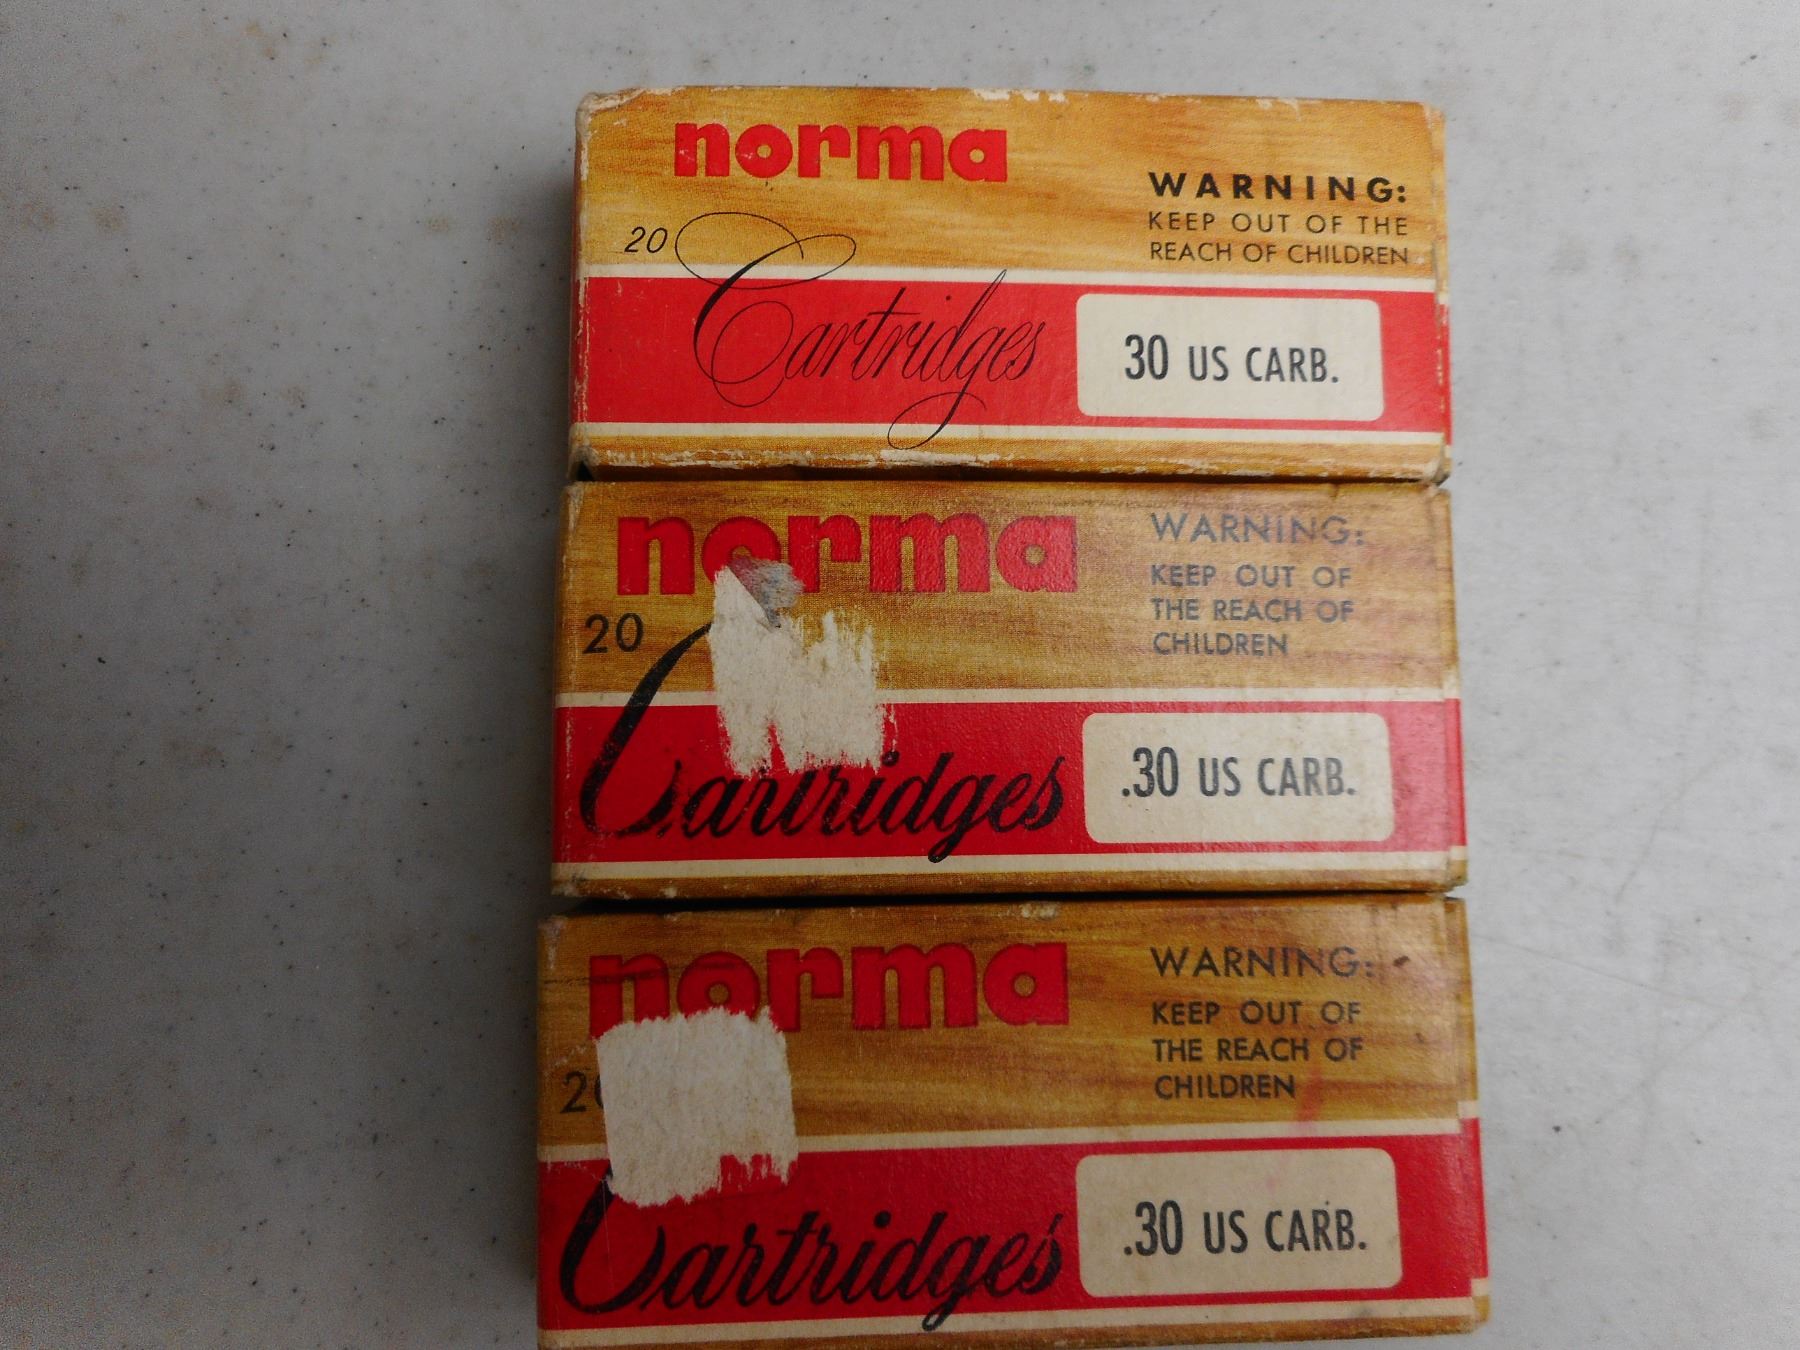 norma
WARNING:
KEEP OUT OF THE
REACH OF CHILDREN
20 Cartridges
30 US CARB.
norma
WARNING:
KEEP OUT OF
THE REACH OF
CHILDREN
20
Cartridges
.30 US CARB.
norma
WARNING:
KEEP OUT OF
THE REACH OF
CHILDREN
Cartridges
.30 US CARB.